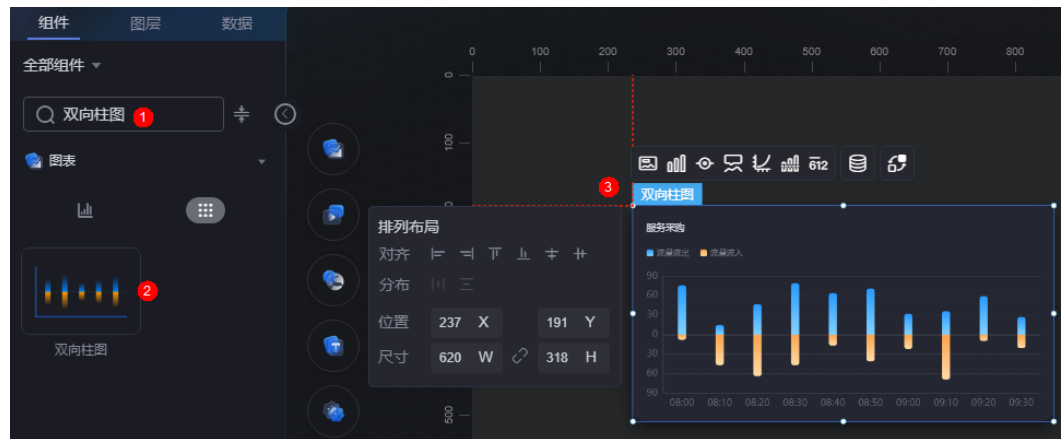 组件 图层 数据
全部组件
双向柱图 1
图表
2
双向柱图
0 100 200 300 400 500 600 700 800
0
100
500
612
3
双向柱图
排列布局
对齐
分布
位置 237 X 191 Y
尺寸 620 W 318 H
服务采购
流量流出 流量流入
90
60
30
0
30
60
90
08:00 08:10 08:20 08:30 08:40 08:50 09:00 09:10 09:20 09:30